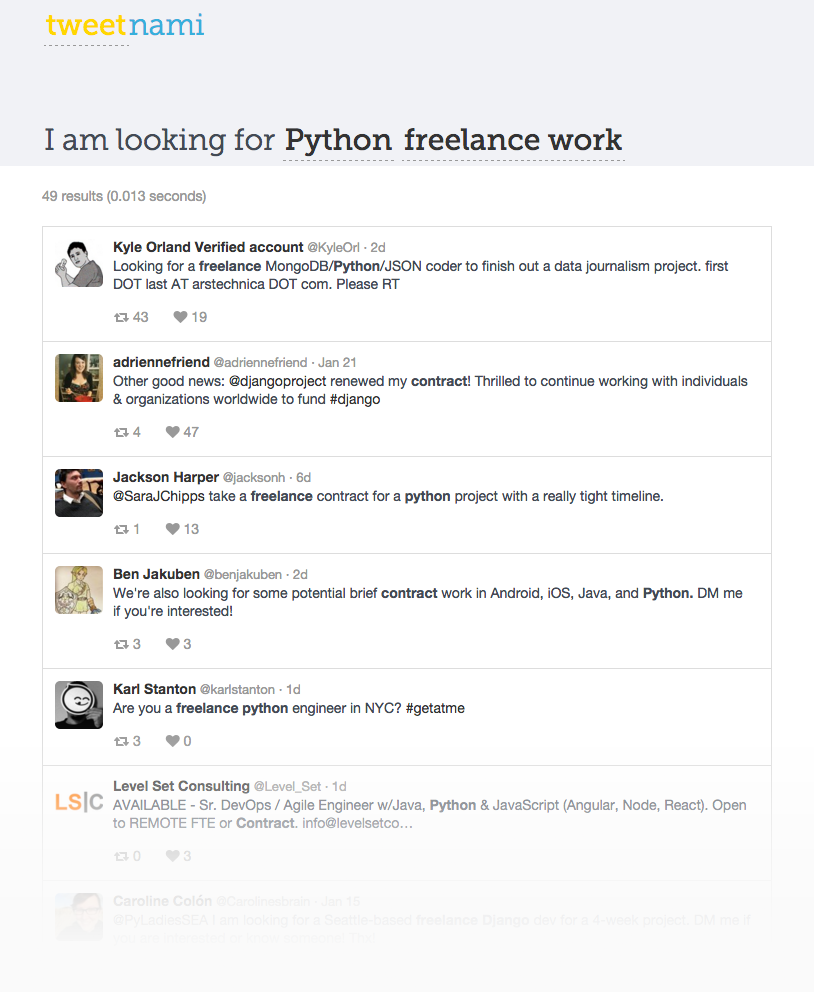 tweetnami
I am looking for Python freelance work
49 results (0.013 seconds)
Kyle Orland Verified account @KyleOrl · 2d
Looking for a freelance MongoDB/Python/JSON coder to finish out a data journalism project. first
DOT last AT arstechnica DOT com. Please RT
43 19
adriennefriend @adriennefriend · Jan 21
Other good news: @djangoproject renewed my contract! Thrilled to continue working with individuals
& organizations worldwide to fund #django
4 47
Jackson Harper @jacksonh · 6d
@SaraJChipps take a freelance contract for a python project with a really tight timeline.
1 13
Ben Jakuben @benjakuben · 2d
We're also looking for some potential brief contract work in Android, iOS, Java, and Python. DM me
if you're interested!
3 3
Karl Stanton @karlstanton · 1d
Are you a freelance python engineer in NYC? #getatme
3 0
LS|C
Level Set Consulting @Level_Set · 1d
AVAILABLE - Sr. DevOps / Agile Engineer w/Java, Python & JavaScript (Angular, Node, React). Open
to REMOTE FTE or Contract. info@levelsetco…
0 3
Caroline Colón @Carolinesbrain · Jan 15
@PyLadiesSEA I am looking for a Seattle-based freelance Django dev for a 4-week project. DM me if